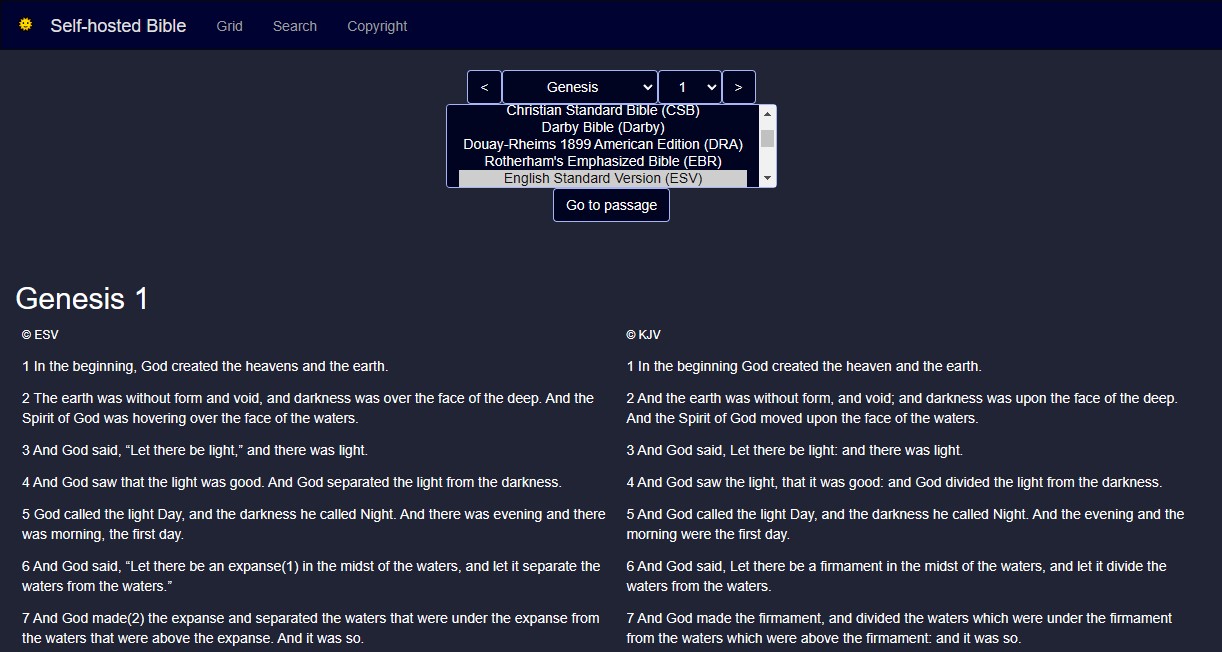 Self-hosted Bible Grid Search Copyright
< Genesis 1 >
Christian Standard Bible (CSB)
Darby Bible (Darby)
Douay-Rheims 1899 American Edition (DRA)
Rotherham's Emphasized Bible (EBR)
English Standard Version (ESV)
Go to passage
Genesis 1
© ESV
1 In the beginning, God created the heavens and the earth.
2 The earth was without form and void, and darkness was over the face of the deep. And the
Spirit of God was hovering over the face of the waters.
3 And God said, “Let there be light,” and there was light.
4 And God saw that the light was good. And God separated the light from the darkness.
5 God called the light Day, and the darkness he called Night. And there was evening and there
was morning, the first day.
6 And God said, “Let there be an expanse(1) in the midst of the waters, and let it separate the
waters from the waters.”
7 And God made(2) the expanse and separated the waters that were under the expanse from
the waters that were above the expanse. And it was so.
© KJV
1 In the beginning God created the heaven and the earth.
2 And the earth was without form, and void; and darkness was upon the face of the deep.
And the Spirit of God moved upon the face of the waters.
3 And God said, Let there be light: and there was light.
4 And God saw the light, that it was good: and God divided the light from the darkness.
5 And God called the light Day, and the darkness he called Night. And the evening and the
morning were the first day.
6 And God said, Let there be a firmament in the midst of the waters, and let it divide the
waters from the waters.
7 And God made the firmament, and divided the waters which were under the firmament
from the waters which were above the firmament: and it was so.